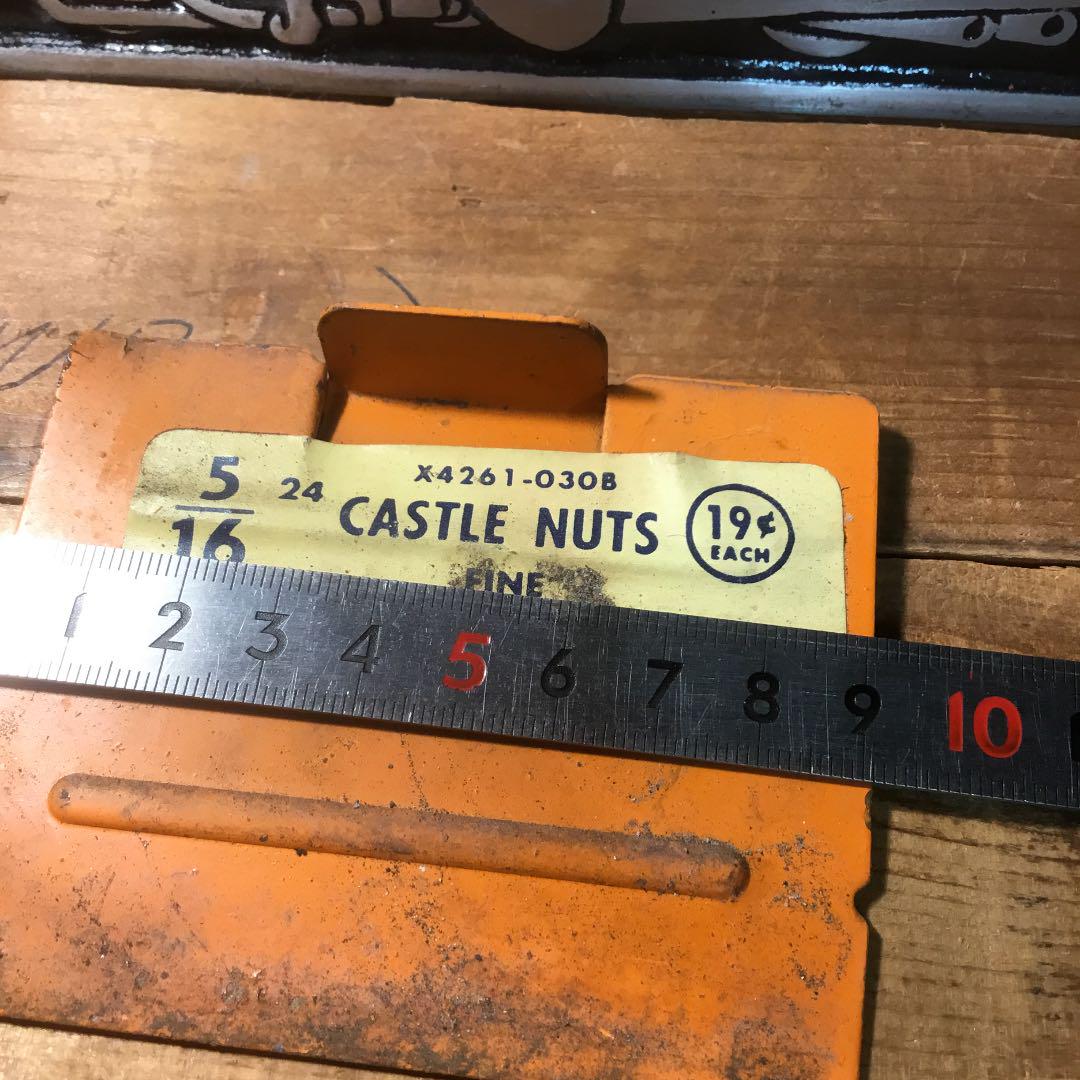 X4261-030B
5/16 24 CASTLE NUTS 19¢ EACH
FINE
1 2 3 4 5 6 7 8 9 10